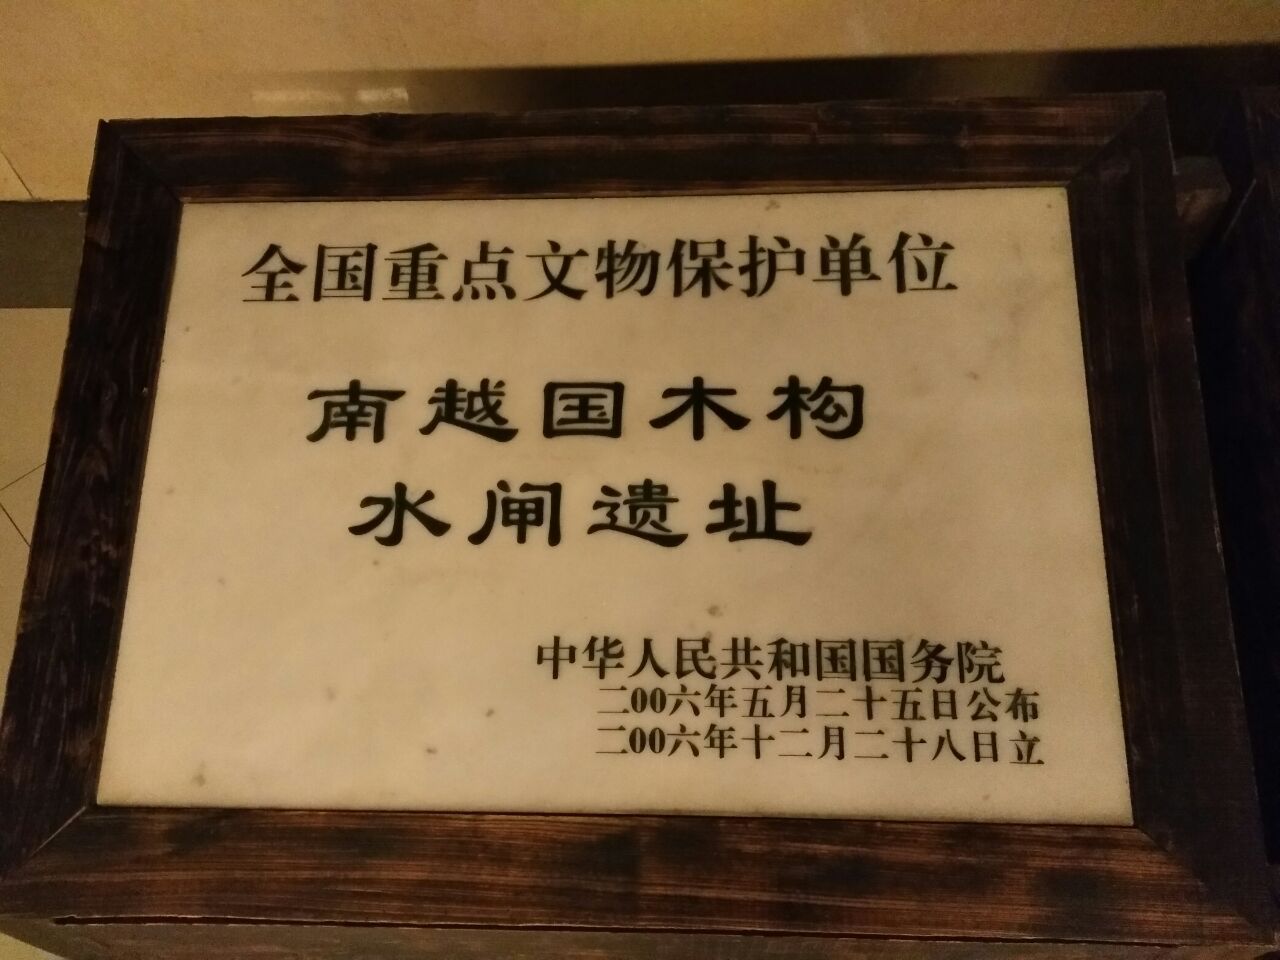 全国重点文物保护单位
南越国木构
水闸遗址
中华人民共和国国务院
二00六年五月二十五日公布
二00六年十二月二十八日立